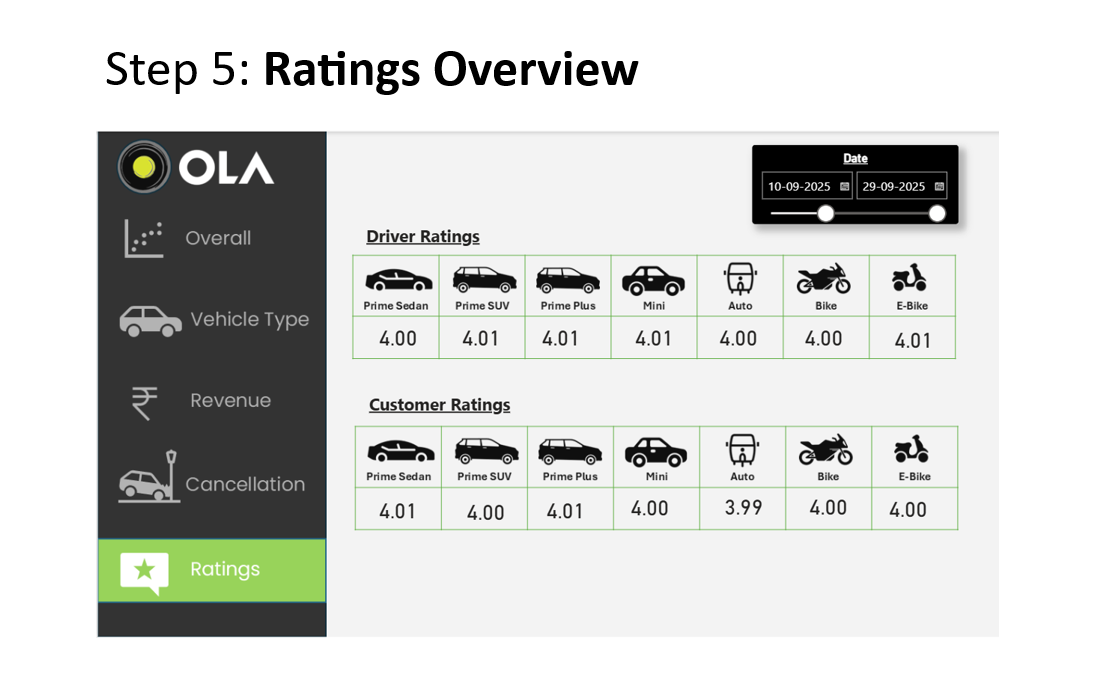 Step 5: Ratings Overview
OLA
Overall
Vehicle Type
Revenue
Cancellation
Ratings
Date
10-09-2025 29-09-2025
Driver Ratings
Prime Sedan Prime SUV Prime Plus Mini Auto Bike E-Bike
4.00 4.01 4.01 4.01 4.00 4.00 4.01
Customer Ratings
Prime Sedan Prime SUV Prime Plus Mini Auto Bike E-Bike
4.01 4.00 4.01 4.00 3.99 4.00 4.00